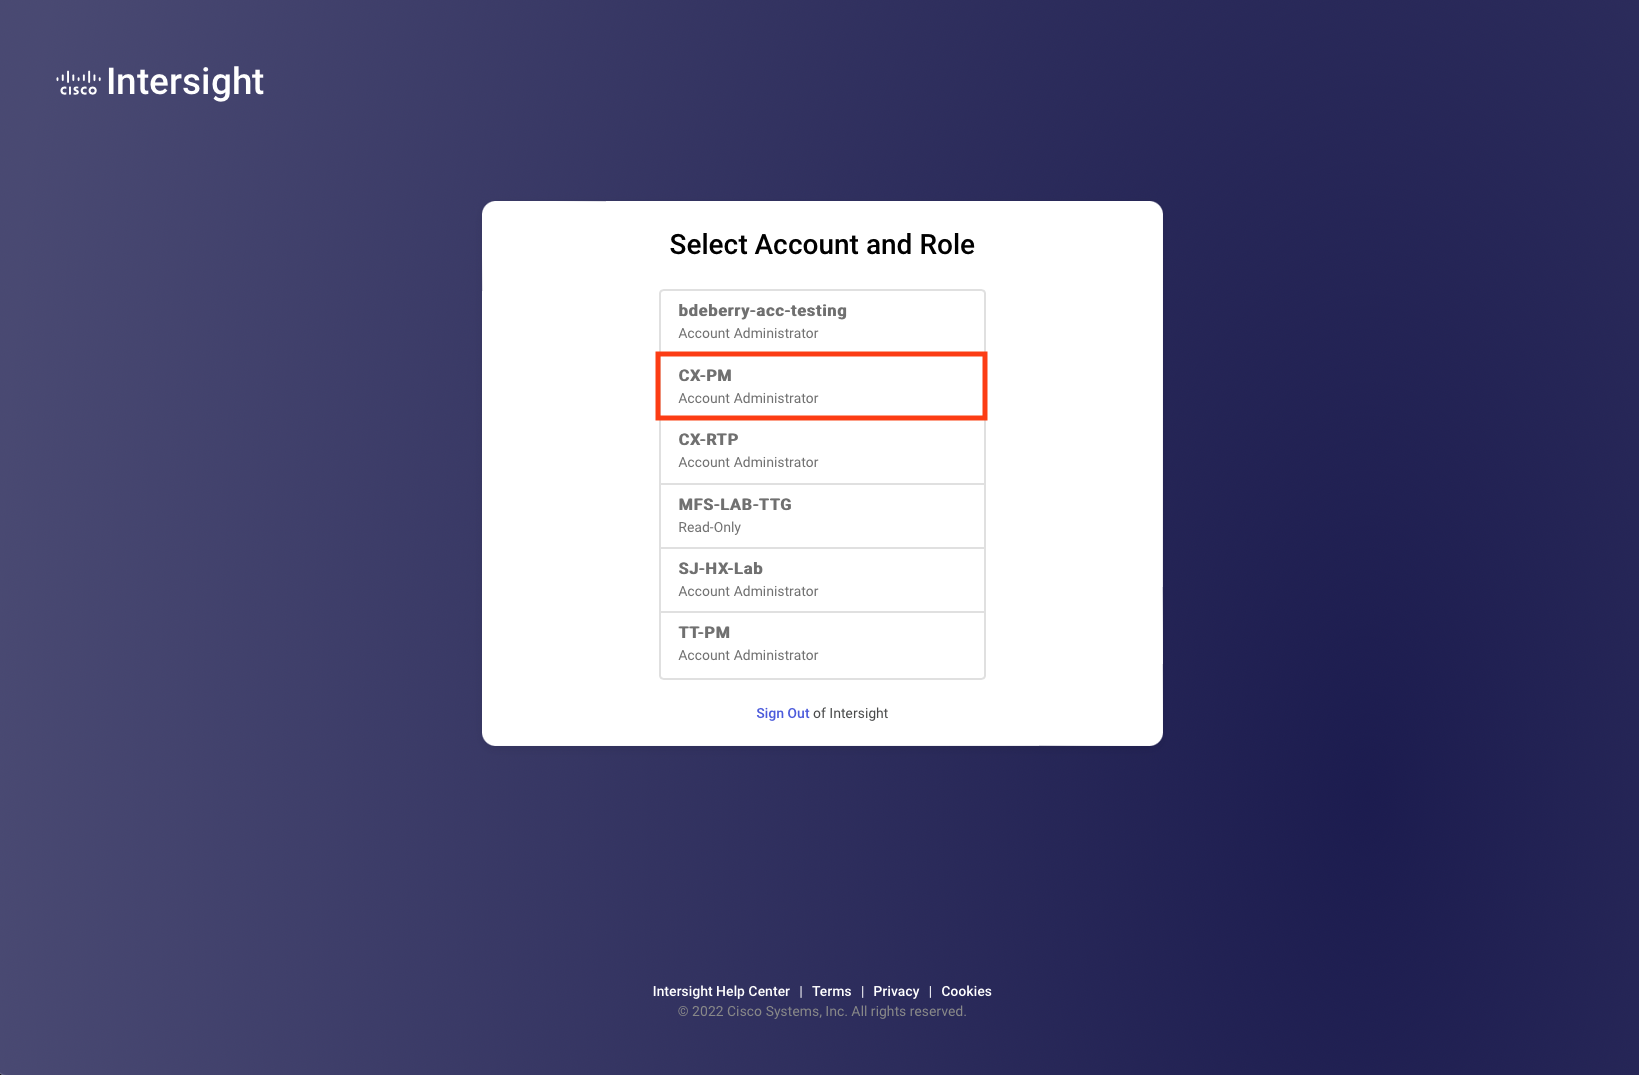 cisco Intersight
Select Account and Role
bdeberry-acc-testing
Account Administrator
CX-PM
Account Administrator
CX-RTP
Account Administrator
MFS-LAB-TTG
Read-Only
SJ-HX-Lab
Account Administrator
TT-PM
Account Administrator
Sign Out of Intersight
Intersight Help Center | Terms | Privacy | Cookies
© 2022 Cisco Systems, Inc. All rights reserved.